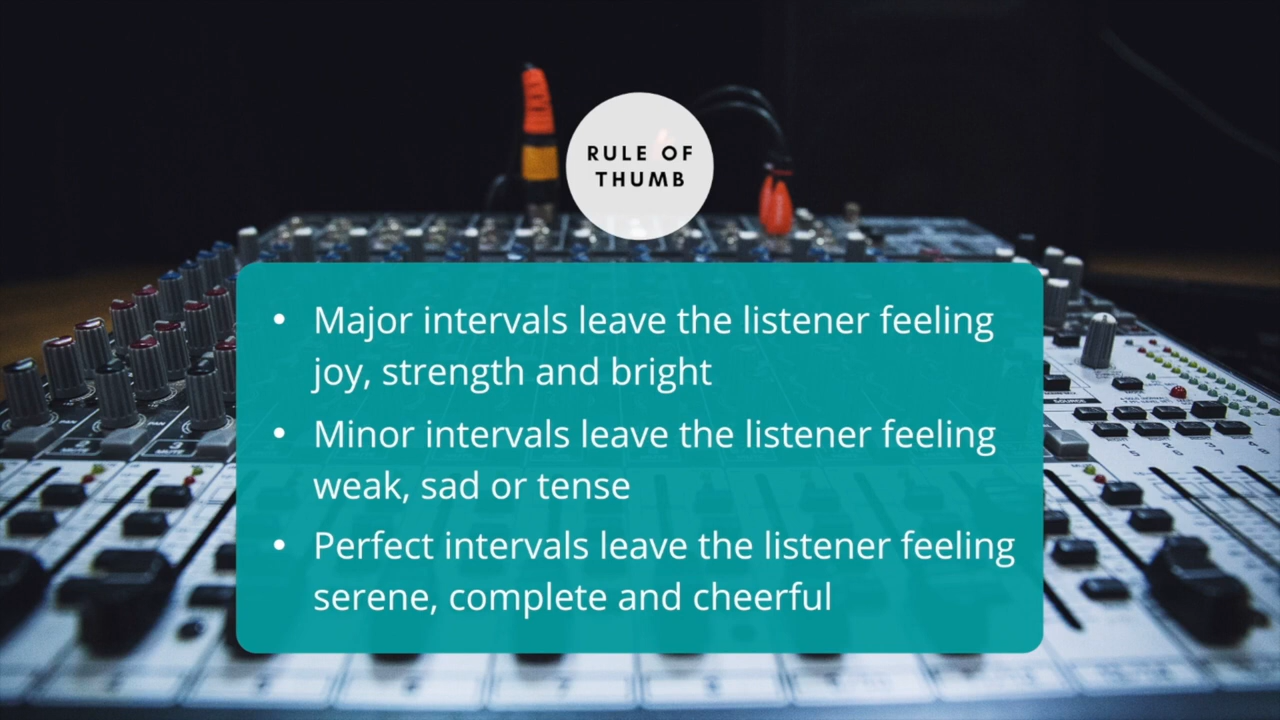 RULE OF
THUMB
• Major intervals leave the listener feeling
joy, strength and bright
• Minor intervals leave the listener feeling
weak, sad or tense
• Perfect intervals leave the listener feeling
serene, complete and cheerful